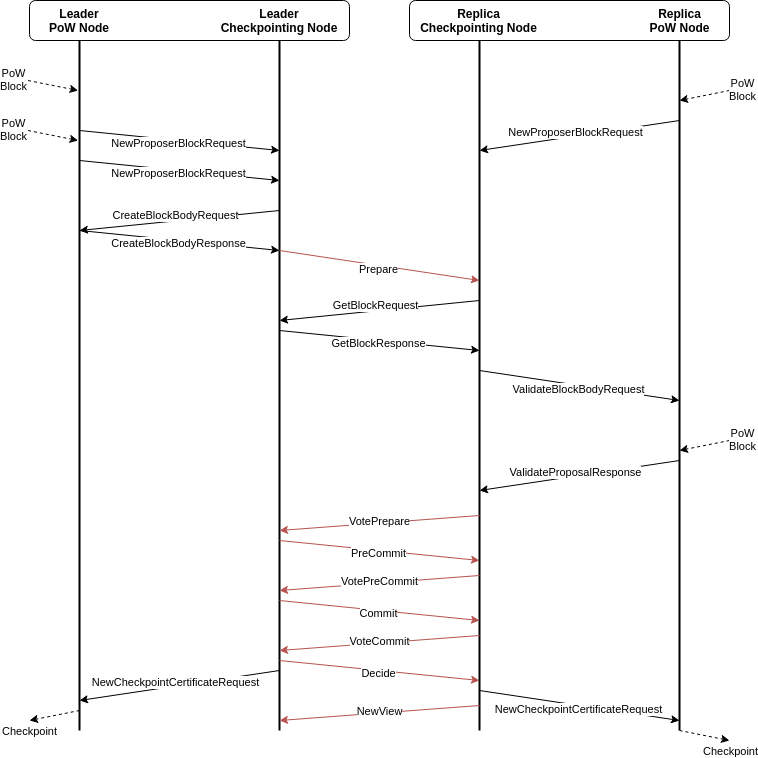 Leader
PoW Node
Leader
Checkpointing Node
Replica
Checkpointing Node
Replica
PoW Node
PoW
Block
PoW
Block
PoW
Block
NewProposerBlockRequest
NewProposerBlockRequest
NewProposerBlockRequest
CreateBlockBodyRequest
CreateBlockBodyResponse
Prepare
GetBlockRequest
GetBlockResponse
ValidateBlockBodyRequest
PoW
Block
ValidateProposalResponse
VotePrepare
PreCommit
VotePreCommit
Commit
VoteCommit
Decide
NewCheckpointCertificateRequest
NewView
NewCheckpointCertificateRequest
Checkpoint
Checkpoint